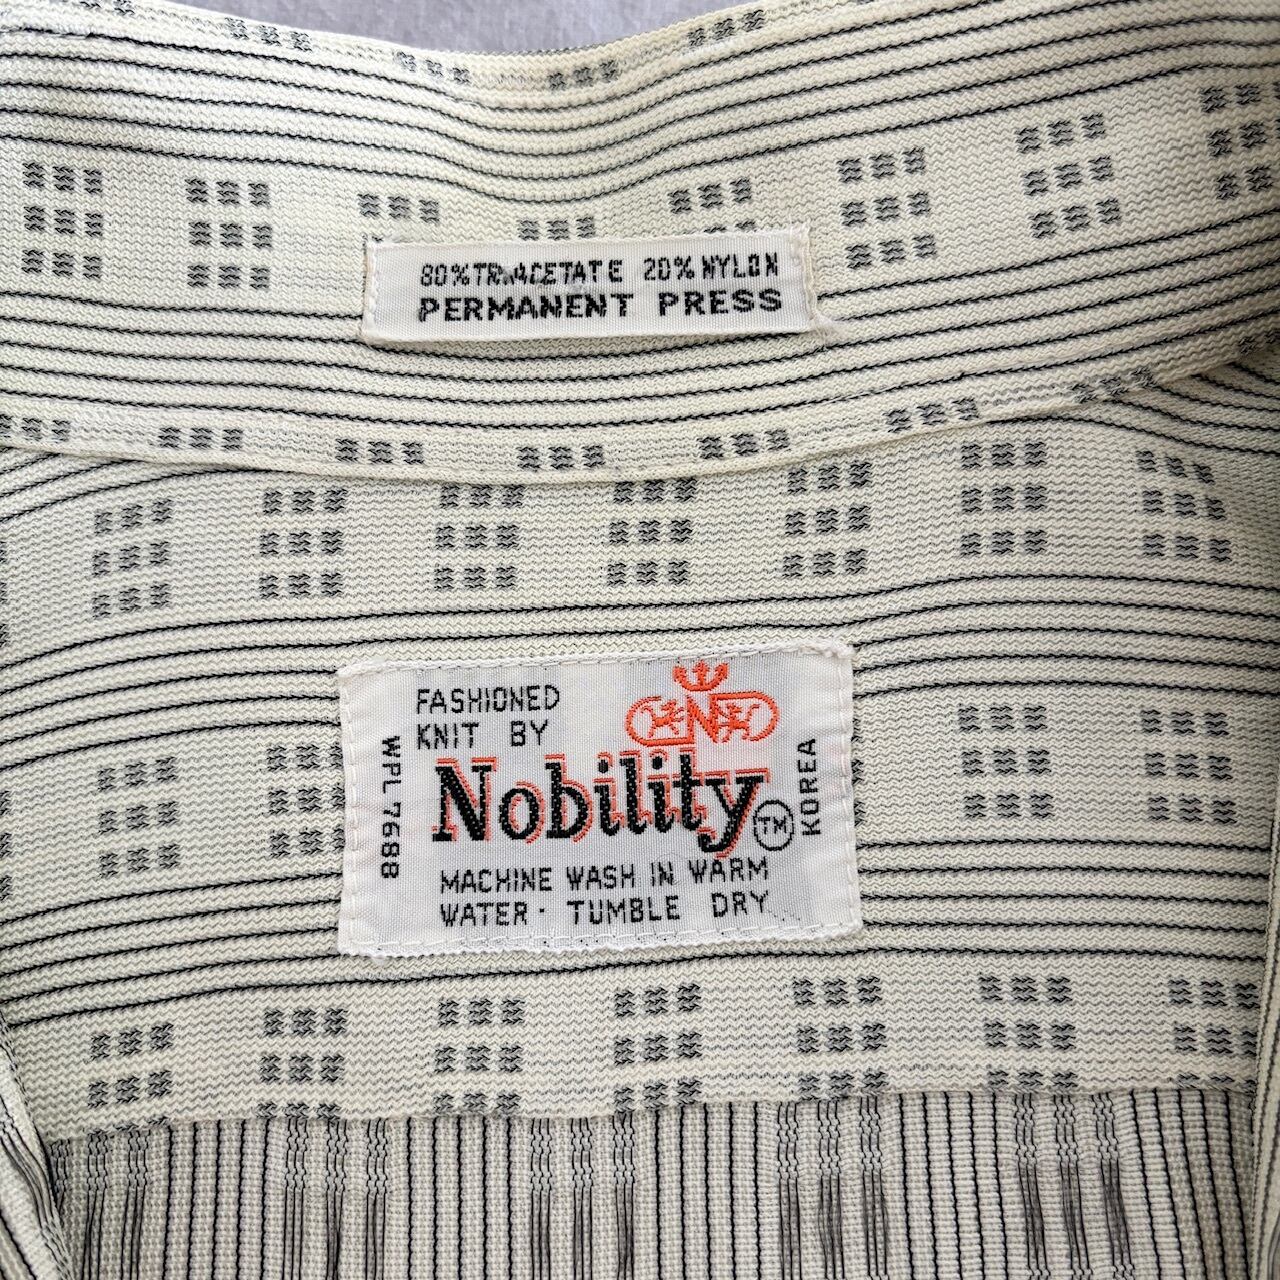 80% TRIACETATE 20% NYLON
PERMANENT PRESS
FASHIONED
KNIT BY
N
Nobility
TM
WPL 7688
KOREA
MACHINE WASH IN WARM
WATER · TUMBLE DRY